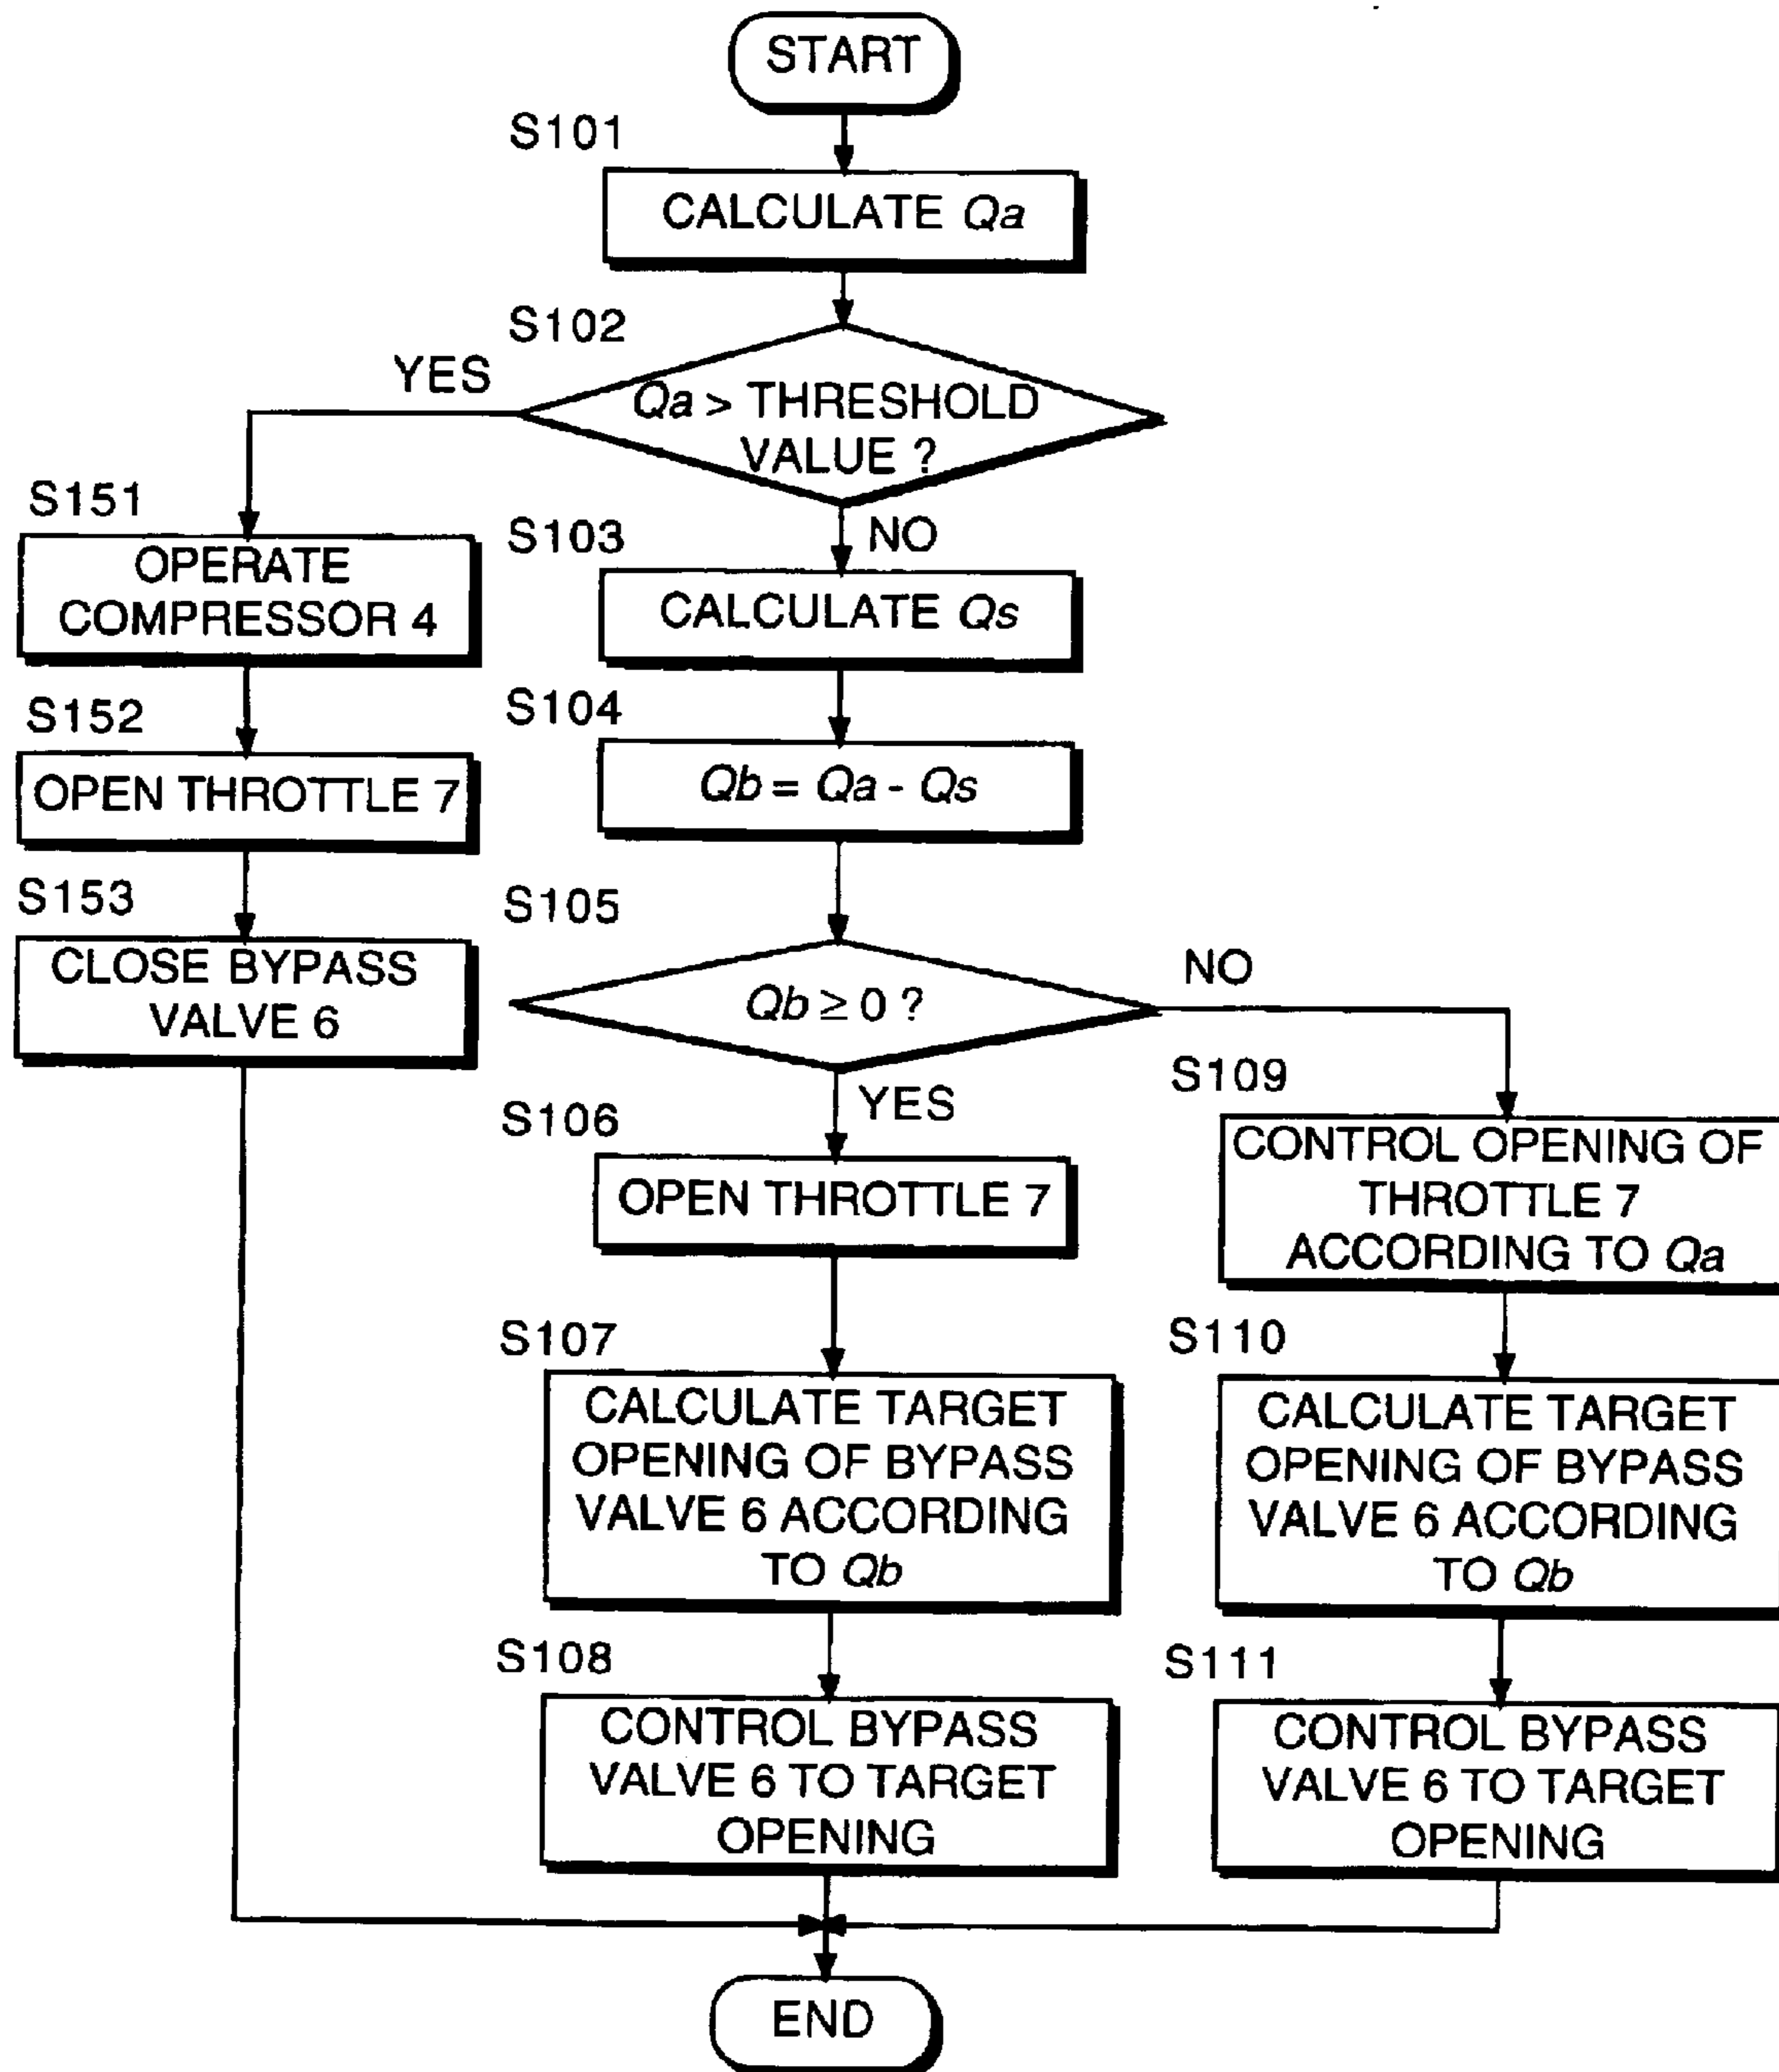 START
S101
CALCULATE Qa
S102
YES
Qa > THRESHOLD
VALUE ?
S151
OPERATE
COMPRESSOR 4
S152
OPEN THROTTLE 7
S153
CLOSE BYPASS
VALVE 6
NO
S103
CALCULATE Qs
S104
Qb = Qa - Qs
S105
Qb ≥ 0 ?
NO
YES
S106
OPEN THROTTLE 7
S107
CALCULATE TARGET
OPENING OF BYPASS
VALVE 6 ACCORDING
TO Qb
S108
CONTROL BYPASS
VALVE 6 TO TARGET
OPENING
S109
CONTROL OPENING OF
THROTTLE 7
ACCORDING TO Qa
S110
CALCULATE TARGET
OPENING OF BYPASS
VALVE 6 ACCORDING
TO Qb
S111
CONTROL BYPASS
VALVE 6 TO TARGET
OPENING
END